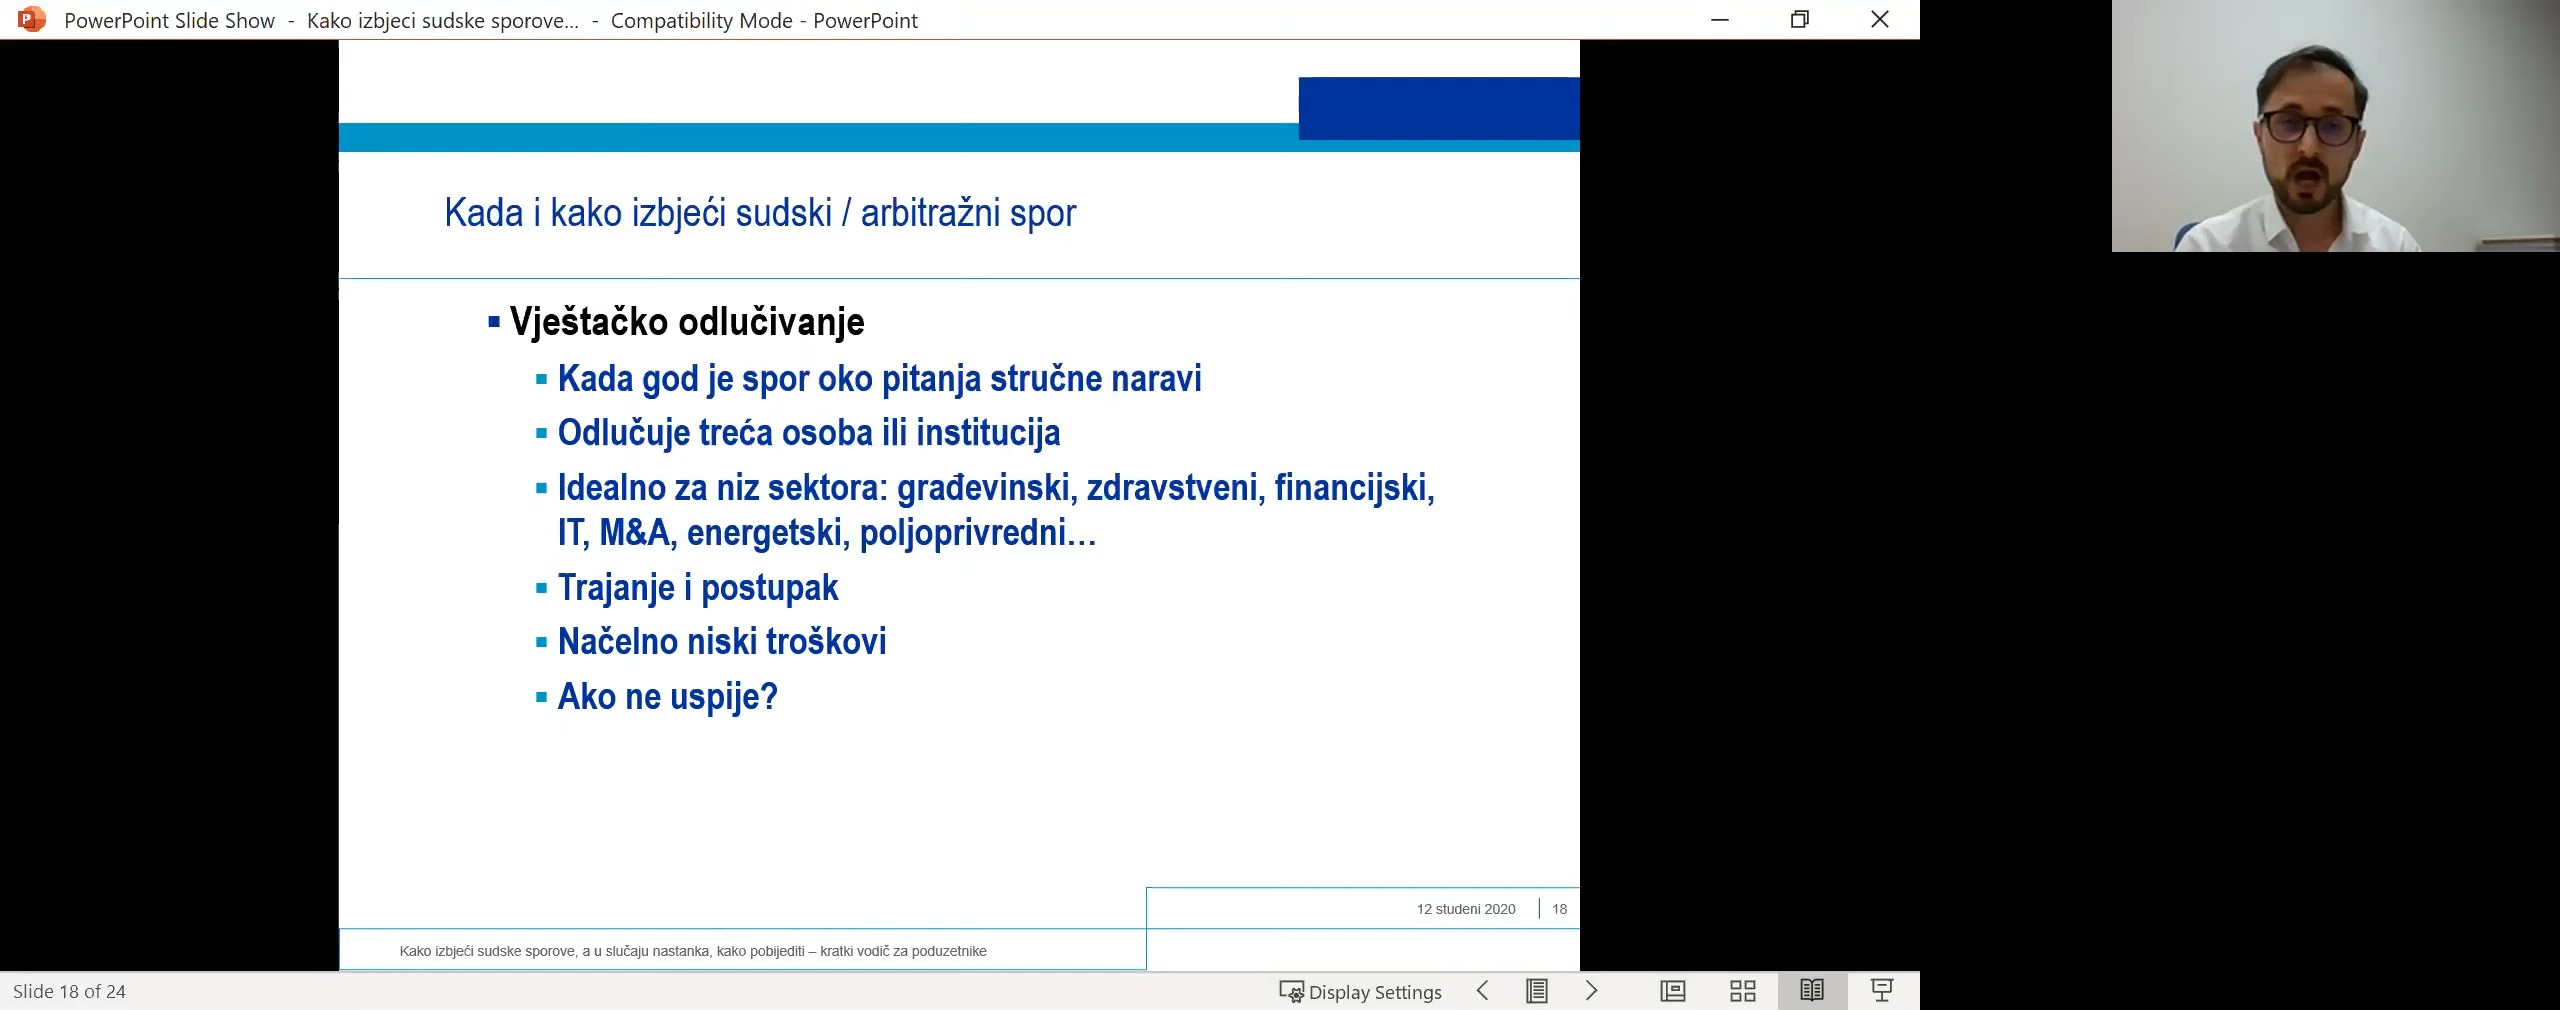 PowerPoint Slide Show - Kako izbjeci sudske sporove... - Compatibility Mode - PowerPoint
Kada i kako izbjeći sudski / arbitražni spor
Vještačko odlučivanje
Kada god je spor oko pitanja stručne naravi
Odlučuje treća osoba ili institucija
Idealno za niz sektora: građevinski, zdravstveni, financijski,
IT, M&A, energetski, poljoprivredni...
Trajanje i postupak
Načelno niski troškovi
Ako ne uspije?
12 studeni 2020 | 18
Kako izbjeći sudske sporove, a u slučaju nastanka, kako pobijediti – kratki vodič za poduzetnike
Slide 18 of 24
Display Settings